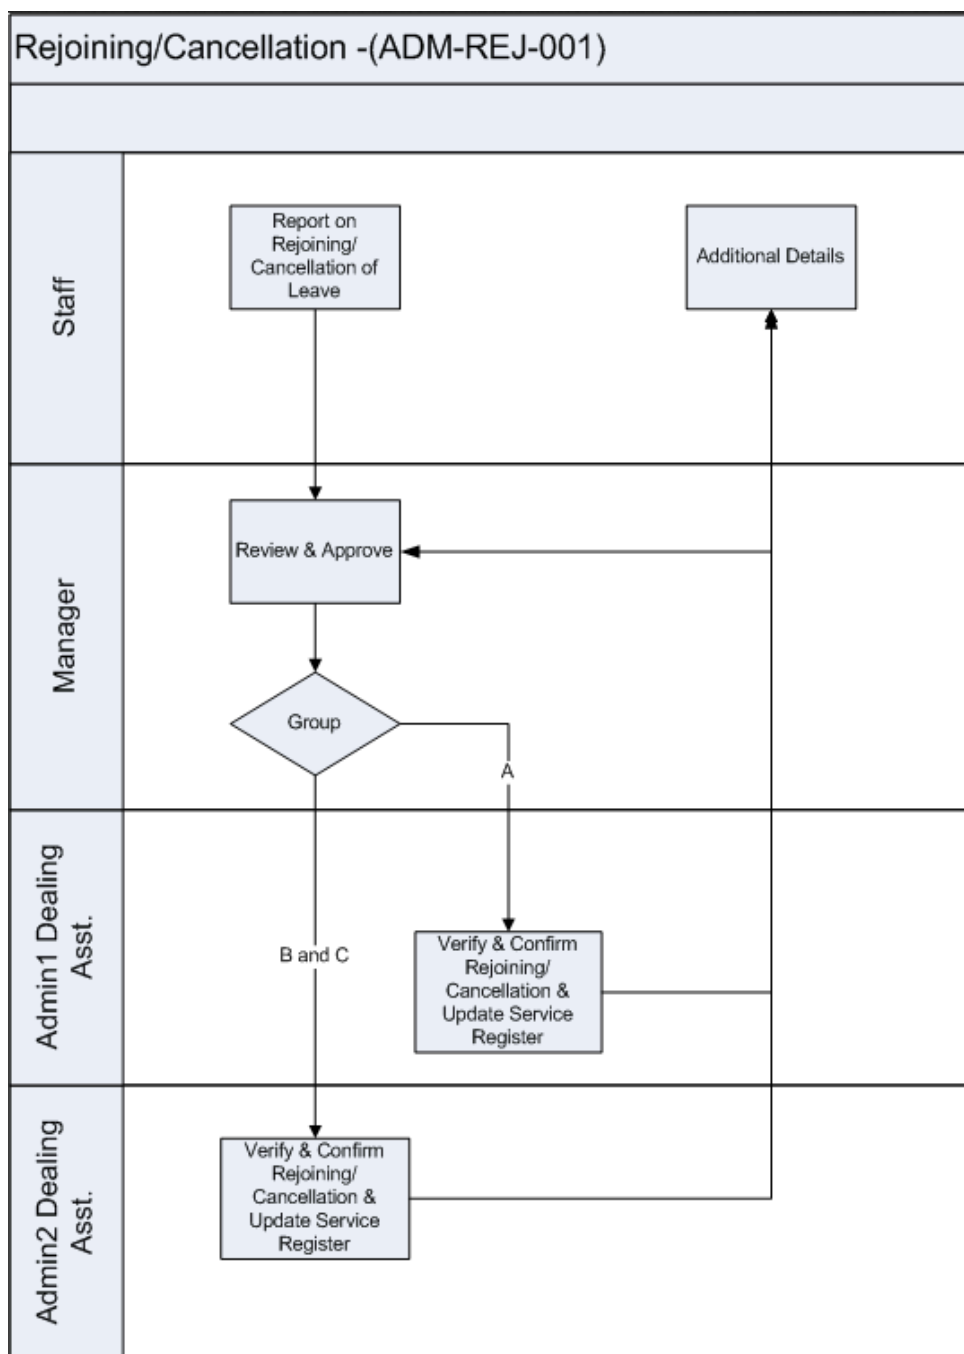 Rejoining/Cancellation -(ADM-REJ-001)
Staff
Report on
Rejoining/
Cancellation of
Leave
Additional Details
Manager
Review & Approve
Group
A
Admin1 Dealing
Asst.
B and C
Verify & Confirm
Rejoining/
Cancellation &
Update Service
Register
Admin2 Dealing
Asst.
Verify & Confirm
Rejoining/
Cancellation &
Update Service
Register